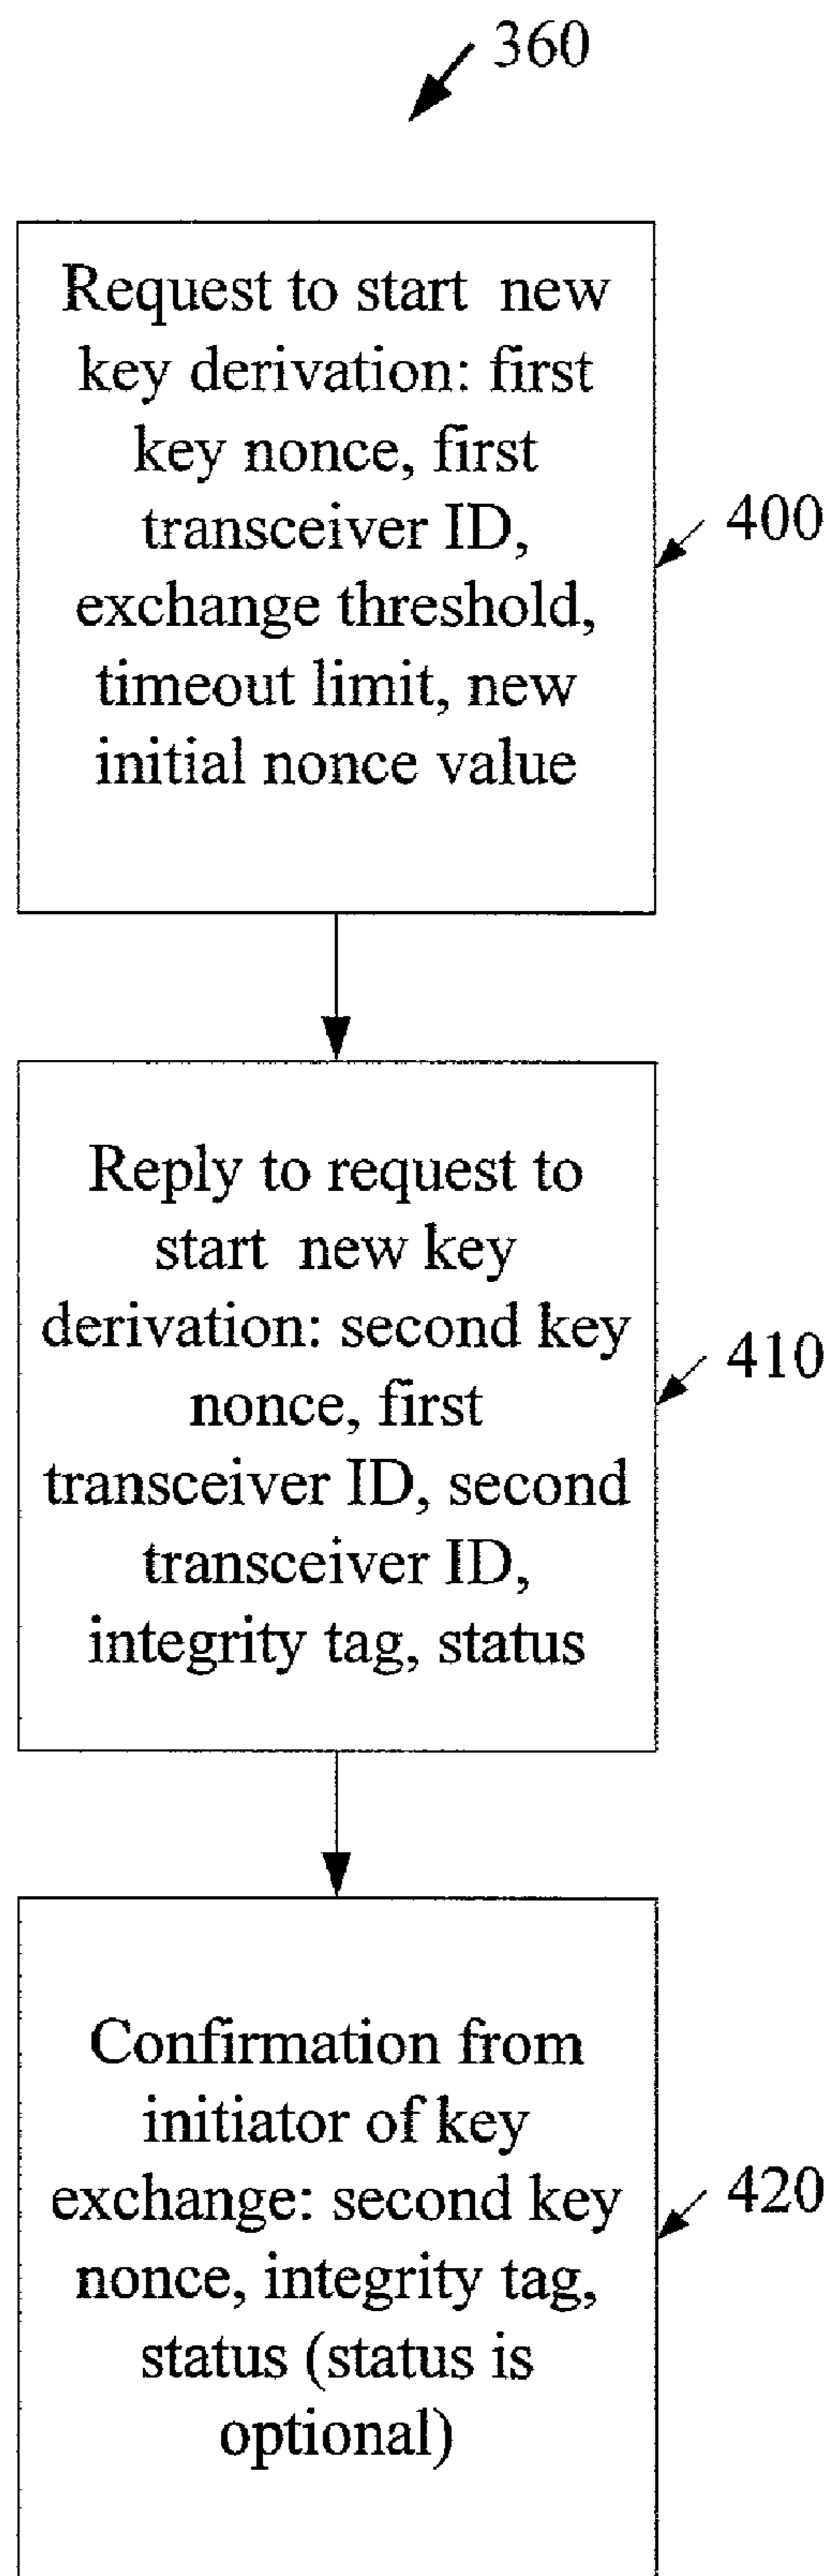 360
Request to start new
key derivation: first
key nonce, first
transceiver ID,
exchange threshold,
timeout limit, new
initial nonce value
400
Reply to request to
start new key
derivation: second key
nonce, first
transceiver ID, second
transceiver ID,
integrity tag, status
410
Confirmation from
initiator of key
exchange: second key
nonce, integrity tag,
status (status is
optional)
420